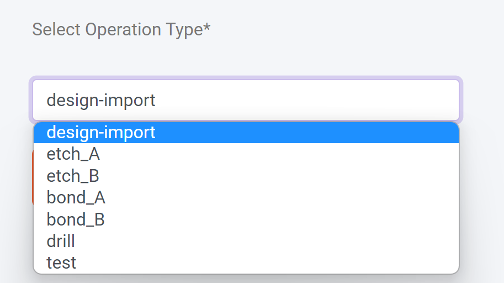 Select Operation Type*
design-import
design-import
etch_A
etch_B
bond_A
bond_B
drill
test